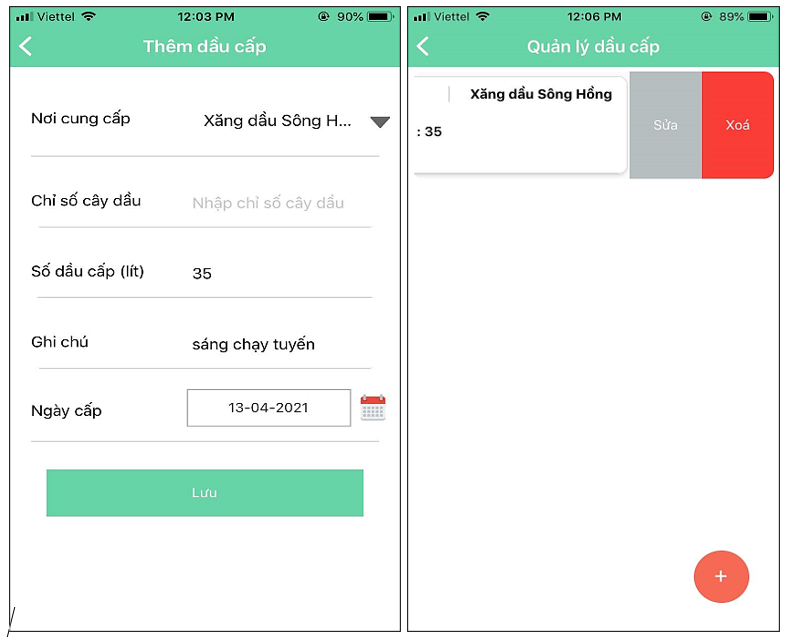 Viettel 12:03 PM 90%
Thêm dầu cấp
Nơi cung cấp Xăng dầu Sông H...
Chỉ số cây dầu Nhập chỉ số cây dầu
Số dầu cấp (lít) 35
Ghi chú sáng chạy tuyến
Ngày cấp 13-04-2021
Lưu
Viettel 12:06 PM 89%
Quản lý dầu cấp
| Xăng dầu Sông Hồng
: 35
Sửa Xoá
+